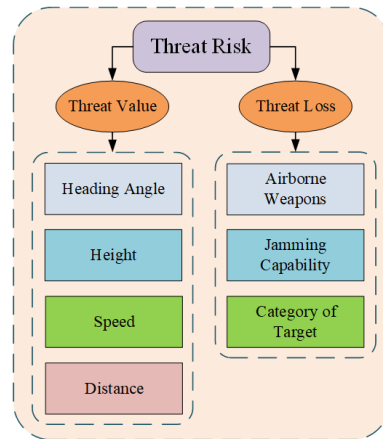 Threat Risk
Threat Value
Threat Loss
Heading Angle
Height
Speed
Distance
Airborne
Weapons
Jamming
Capability
Category of
Target